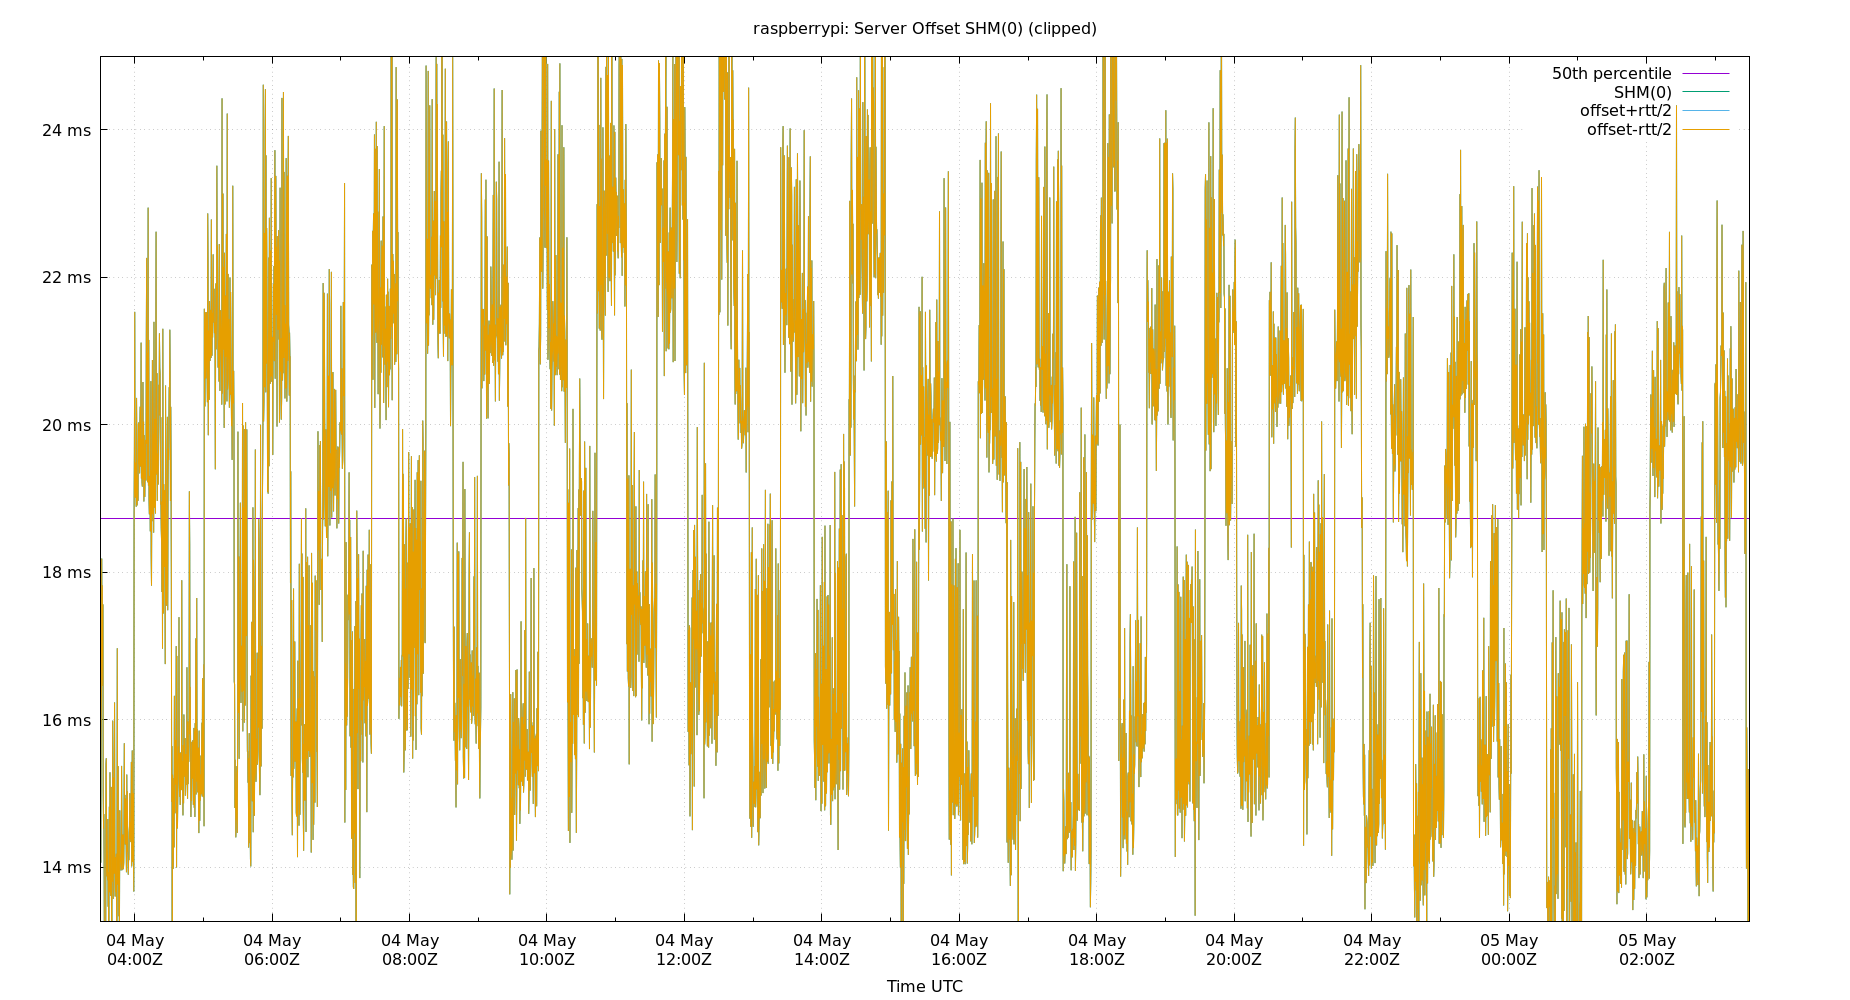 raspberrypi: Server Offset SHM(0) (clipped)
50th percentile
SHM(0)
offset+rtt/2
offset-rtt/2
24 ms
22 ms
20 ms
18 ms
16 ms
14 ms
04 May 04 May 04 May 04 May 04 May 04 May 04 May 04 May 04 May 04 May 05 May 05 May
04:00Z 06:00Z 08:00Z 10:00Z 12:00Z 14:00Z 16:00Z 18:00Z 20:00Z 22:00Z 00:00Z 02:00Z
Time UTC